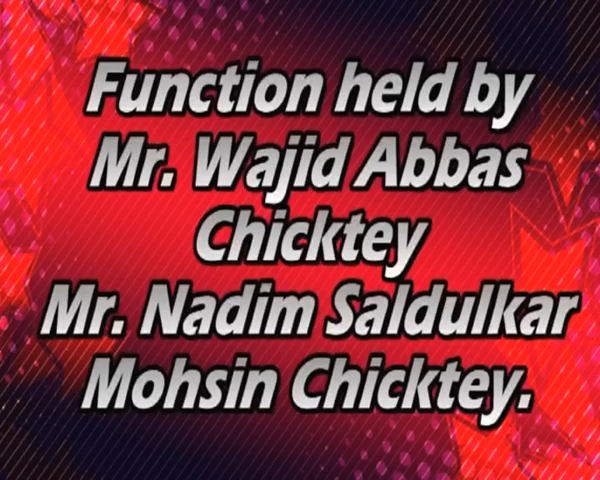 Function held by
Mr. Wajid Abbas
Chicktey
Mr. Nadim Saldulkar
Mohsin Chicktey.